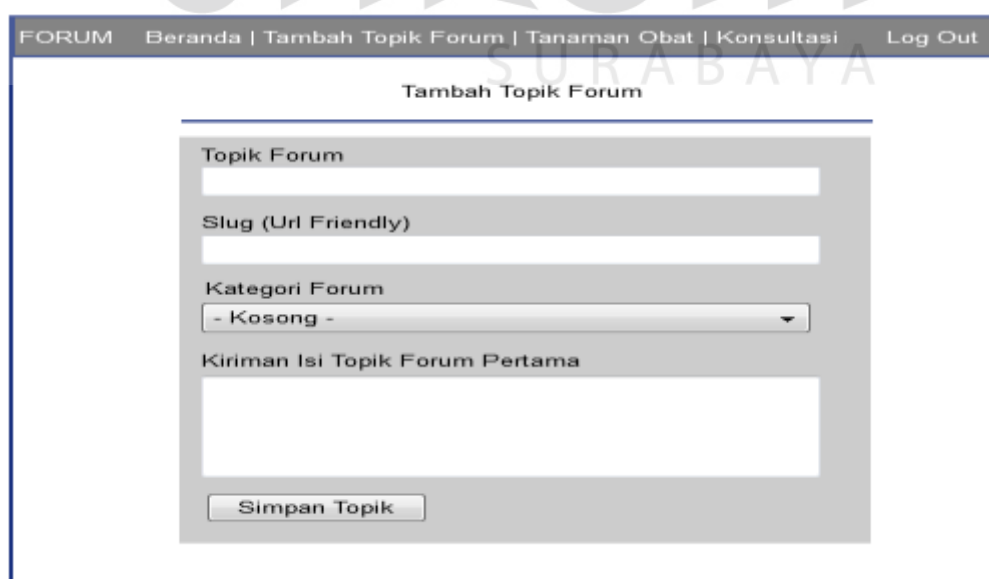 FORUM Beranda | Tambah Topik Forum | Tanaman Obat | Konsultasi Log Out
SURABAYA
Tambah Topik Forum
Topik Forum
Slug (Url Friendly)
Kategori Forum
- Kosong -
Kiriman Isi Topik Forum Pertama
Simpan Topik